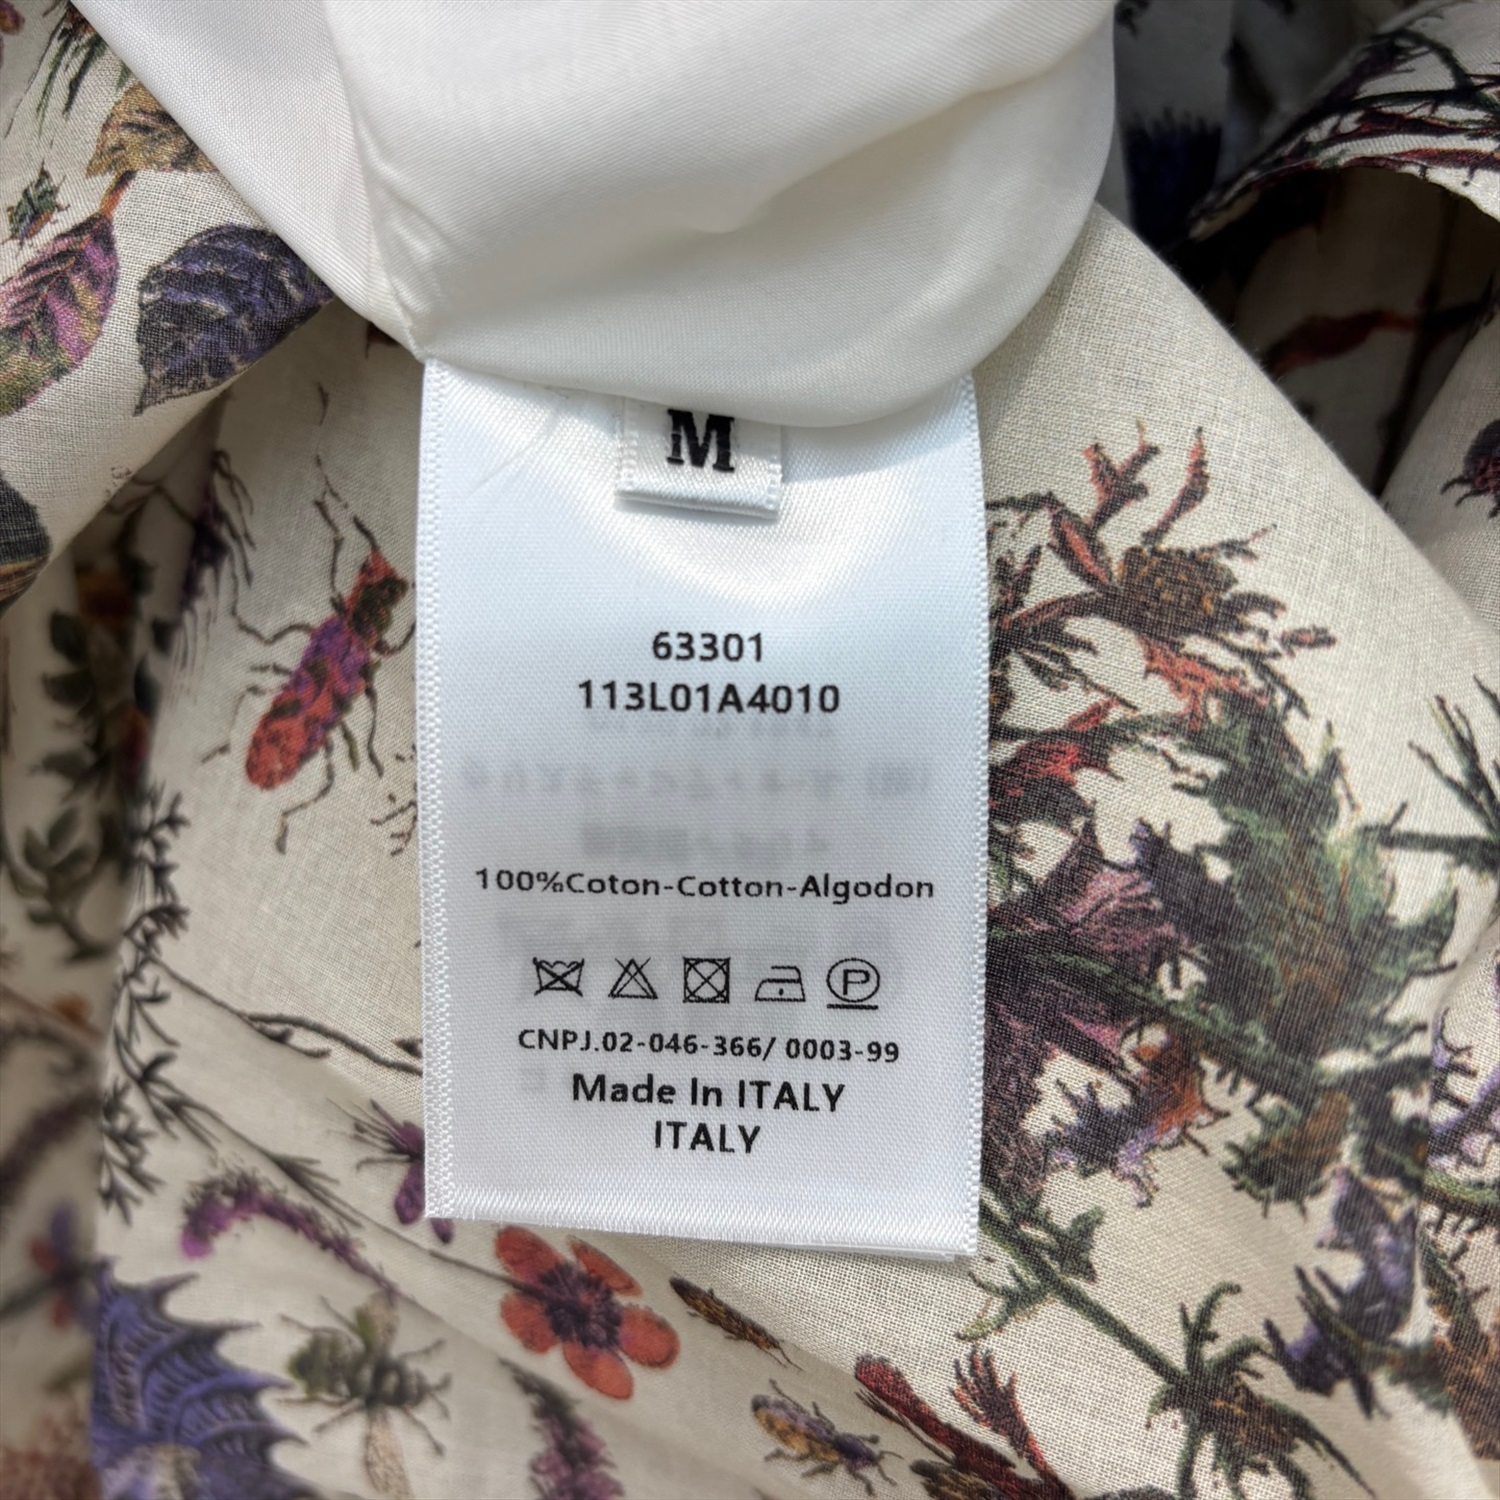 M
63301
113L01A4010
100%Coton-Cotton-Algodon
P
CNPJ.02-046-366/ 0003-99
Made In ITALY
ITALY